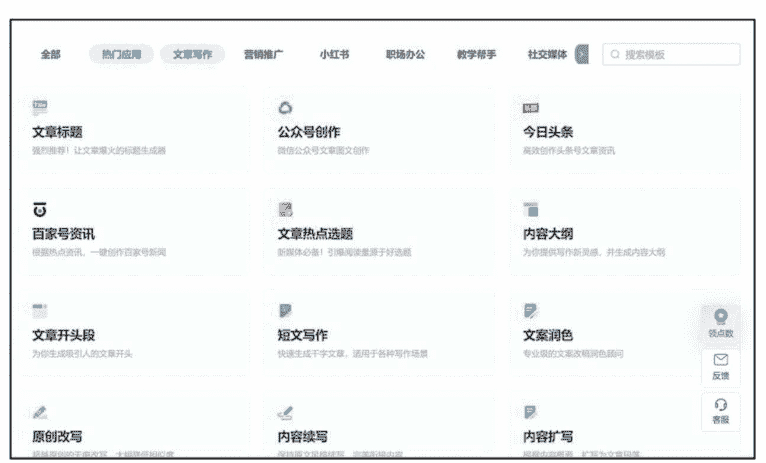 全部 热门应用 文章写作 营销推广 小红书 职场办公 教学帮手 社交媒体 搜索模板
Title
文章标题
强烈推荐！让文章爆火的标题生成器
公众号创作
微信公众号文章图文创作
头条
今日头条
高效创作头条号文章资讯
百家号资讯
根据热点资讯，一键创作百家号新闻
文章热点选题
新媒体必备！引爆阅读量源于好选题
内容大纲
为你提供写作新灵感，并生成内容大纲
文章开头段
为你生成吸引人的文章开头
短文写作
快速生成千字文章，适用于各种写作场景
文案润色
专业级的文案改稿润色顾问
领点数
反馈
客服
原创改写
内容续写
内容扩写